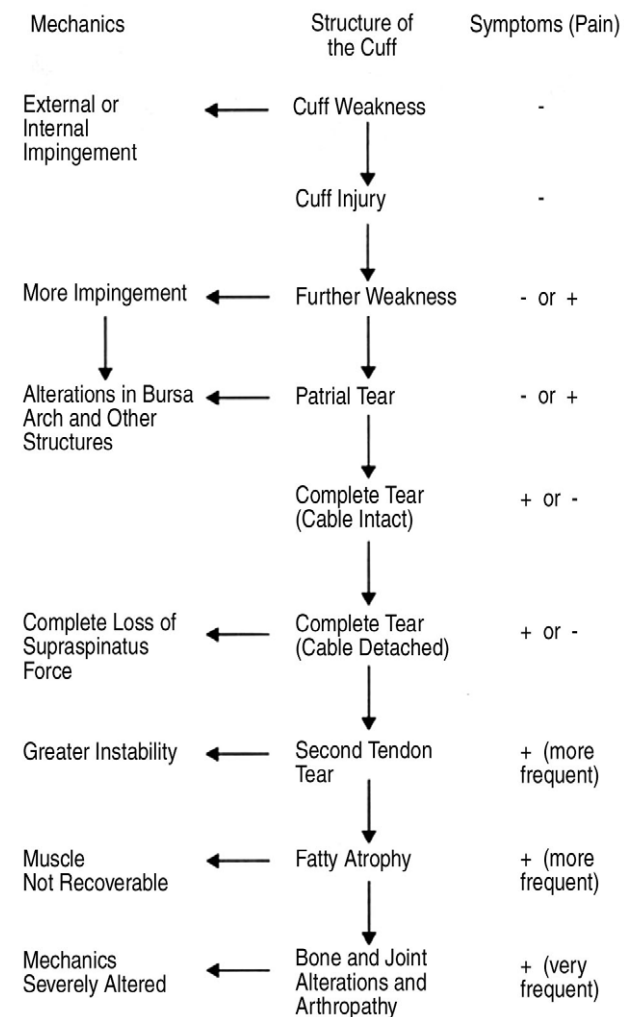 Mechanics
Structure of
the Cuff
Symptoms (Pain)
External or
Internal
Impingement
Cuff Weakness
-
Cuff Injury
-
More Impingement
Further Weakness
- or +
Alterations in Bursa
Arch and Other
Structures
Patrial Tear
- or +
Complete Tear
(Cable Intact)
+ or -
Complete Loss of
Supraspinatus
Force
Complete Tear
(Cable Detached)
+ or -
Greater Instability
Second Tendon
Tear
+ (more
frequent)
Muscle
Not Recoverable
Fatty Atrophy
+ (more
frequent)
Mechanics
Severely Altered
Bone and Joint
Alterations and
Arthropathy
+ (very
frequent)